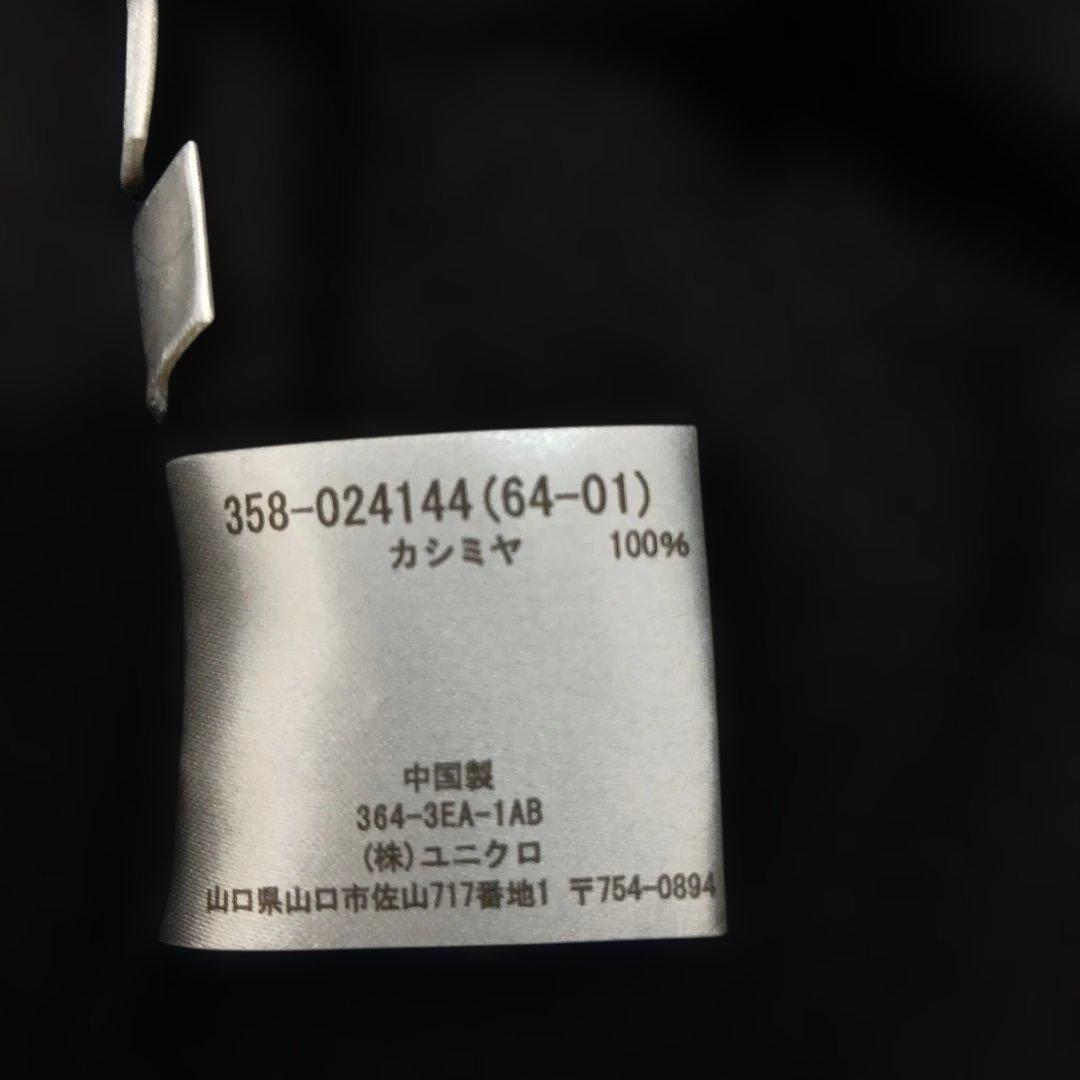 358-024144(64-01)
カシミヤ 100%
中国製
364-3EA-1AB
(株)ユニクロ
山口県山口市佐山717番地1 〒754-0894